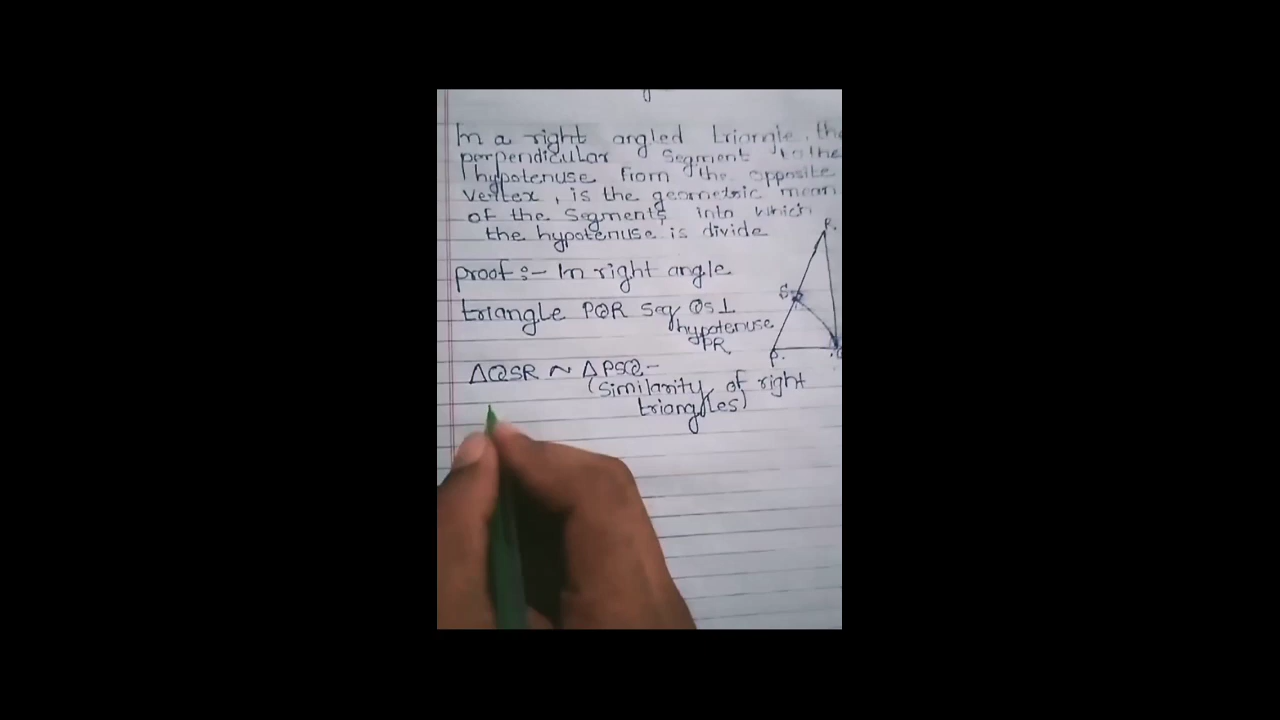 In a right angled triangle, the
perpendicular segment to the
hypotenuse from the opposite
vertex, is the geometric mean
of the segments into which
the hypotenuse is divide
proof :- In right angle
triangle PQR seg QS ⊥
hypotenuse
PR
△QSR ~ △PSQ -
(Similarity of right
triangles)
R.
S
P.